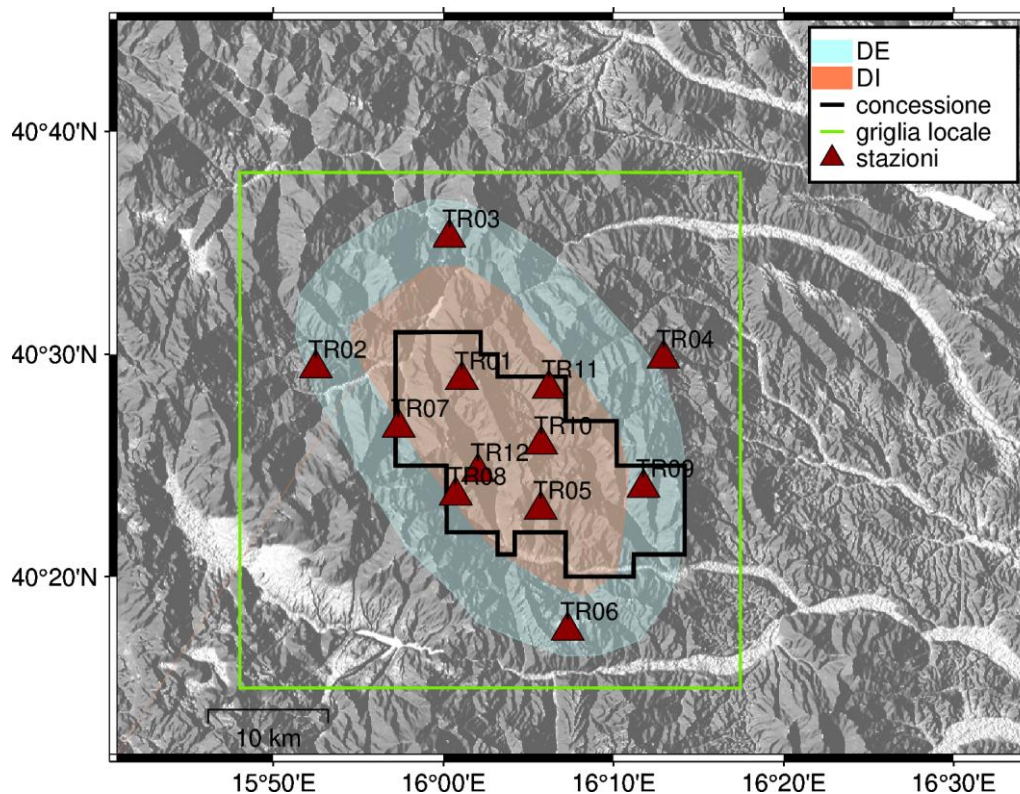 DE
DI
concessione
griglia locale
stazioni
40°40'N
40°30'N
40°20'N
TR03
TR04
TR02
TR01
TR11
TR07
TR10
TR12
TR08
TR09
TR05
TR06
10 km
15°50'E
16°00'E
16°10'E
16°20'E
16°30'E